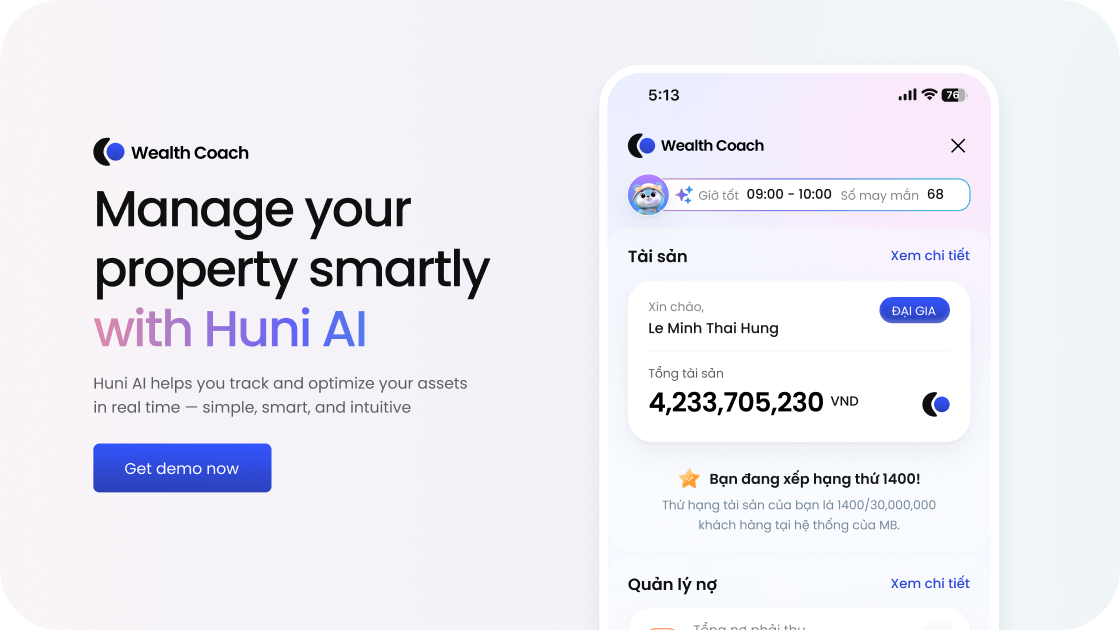 Wealth Coach
Manage your
property smartly
with Huni AI
Huni AI helps you track and optimize your assets
in real time — simple, smart, and intuitive
Get demo now
5:13
76
Wealth Coach
Giờ tốt 09:00 - 10:00 Số may mắn 68
Tài sản
Xem chi tiết
Xin chào,
Le Minh Thai Hung
ĐẠI GIA
Tổng tài sản
4,233,705,230 VND
Bạn đang xếp hạng thứ 1400!
Thứ hạng tài sản của bạn là 1400/30,000,000
khách hàng tại hệ thống của MB.
Quản lý nợ
Xem chi tiết
Tổng nợ phải thu